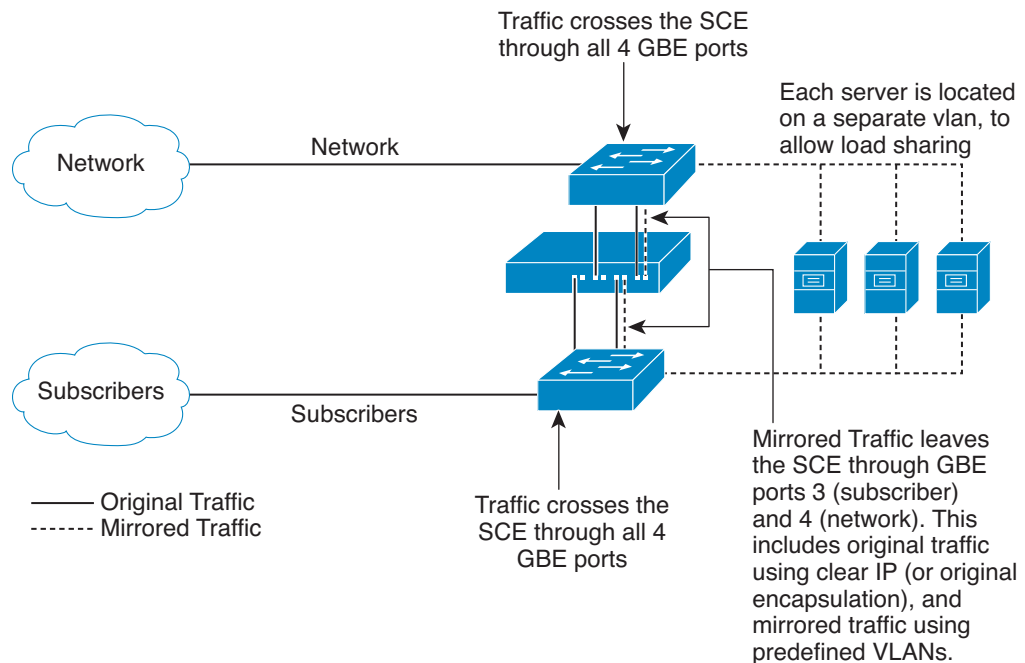 Traffic crosses the SCE
through all 4 GBE ports
Each server is located
on a separate vlan, to
allow load sharing
Network
Network
Subscribers
Subscribers
Original Traffic
Mirrored Traffic
Traffic crosses the
SCE through all 4
GBE ports
Mirrored Traffic leaves
the SCE through GBE
ports 3 (subscriber)
and 4 (network). This
includes original traffic
using clear IP (or original
encapsulation), and
mirrored traffic using
predefined VLANs.